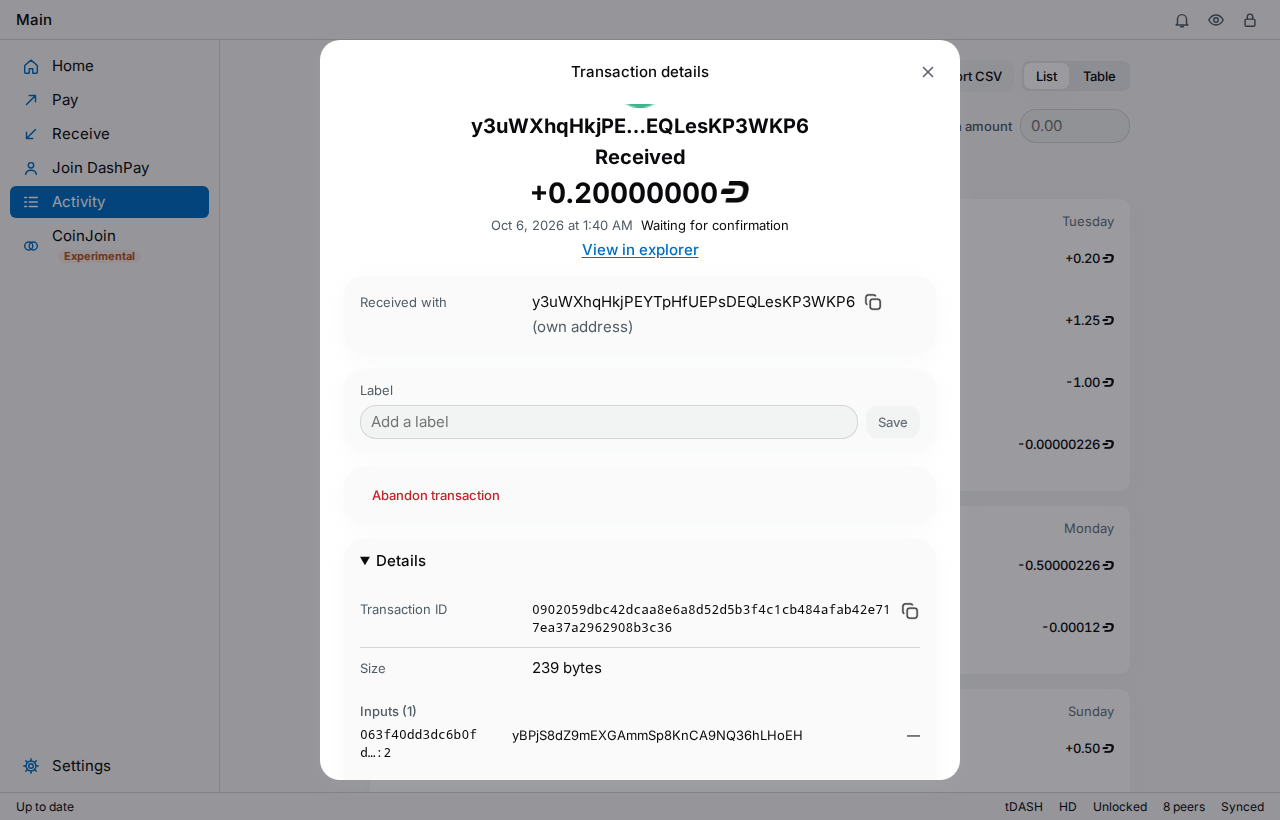 Main
Home
Pay
Receive
Join DashPay
Activity
CoinJoin
Experimental
Settings
ort CSV
List
Table
amount
0.00
Tuesday
+0.20
+1.25
-1.00
-0.00000226
Monday
-0.50000226
-0.00012
Sunday
+0.50
Transaction details
y3uWXhqHkjPE...EQLesKP3WKP6
Received
+0.20000000
Oct 6, 2026 at 1:40 AM Waiting for confirmation
View in explorer
Received with
y3uWXhqHkjPEYTpHfUEPsDEQLesKP3WKP6
(own address)
Label
Add a label
Save
Abandon transaction
▼ Details
Transaction ID
0902059dbc42dcaa8e6a8d52d5b3f4c1cb484afab42e71
7ea37a2962908b3c36
Size
239 bytes
Inputs (1)
063f40dd3dc6b0f
d…:2
yBPjS8dZ9mEXGAmmSp8KnCA9NQ36hLHoEH
—
Up to date
tDASH
HD
Unlocked
8 peers
Synced